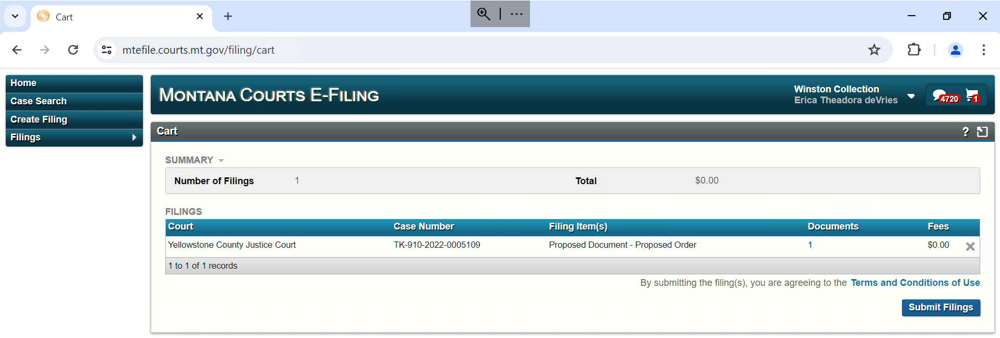 Cart
mtefile.courts.mt.gov/filing/cart
Home
Case Search
Create Filing
Filings
MONTANA COURTS E-FILING
Winston Collection
Erica Theadora deVries
4720
1
Cart
?
SUMMARY
Number of Filings 1 Total $0.00
FILINGS
Court Case Number Filing Item(s) Documents Fees
Yellowstone County Justice Court TK-910-2022-0005109 Proposed Document - Proposed Order 1 $0.00
1 to 1 of 1 records
By submitting the filing(s), you are agreeing to the Terms and Conditions of Use
Submit Filings